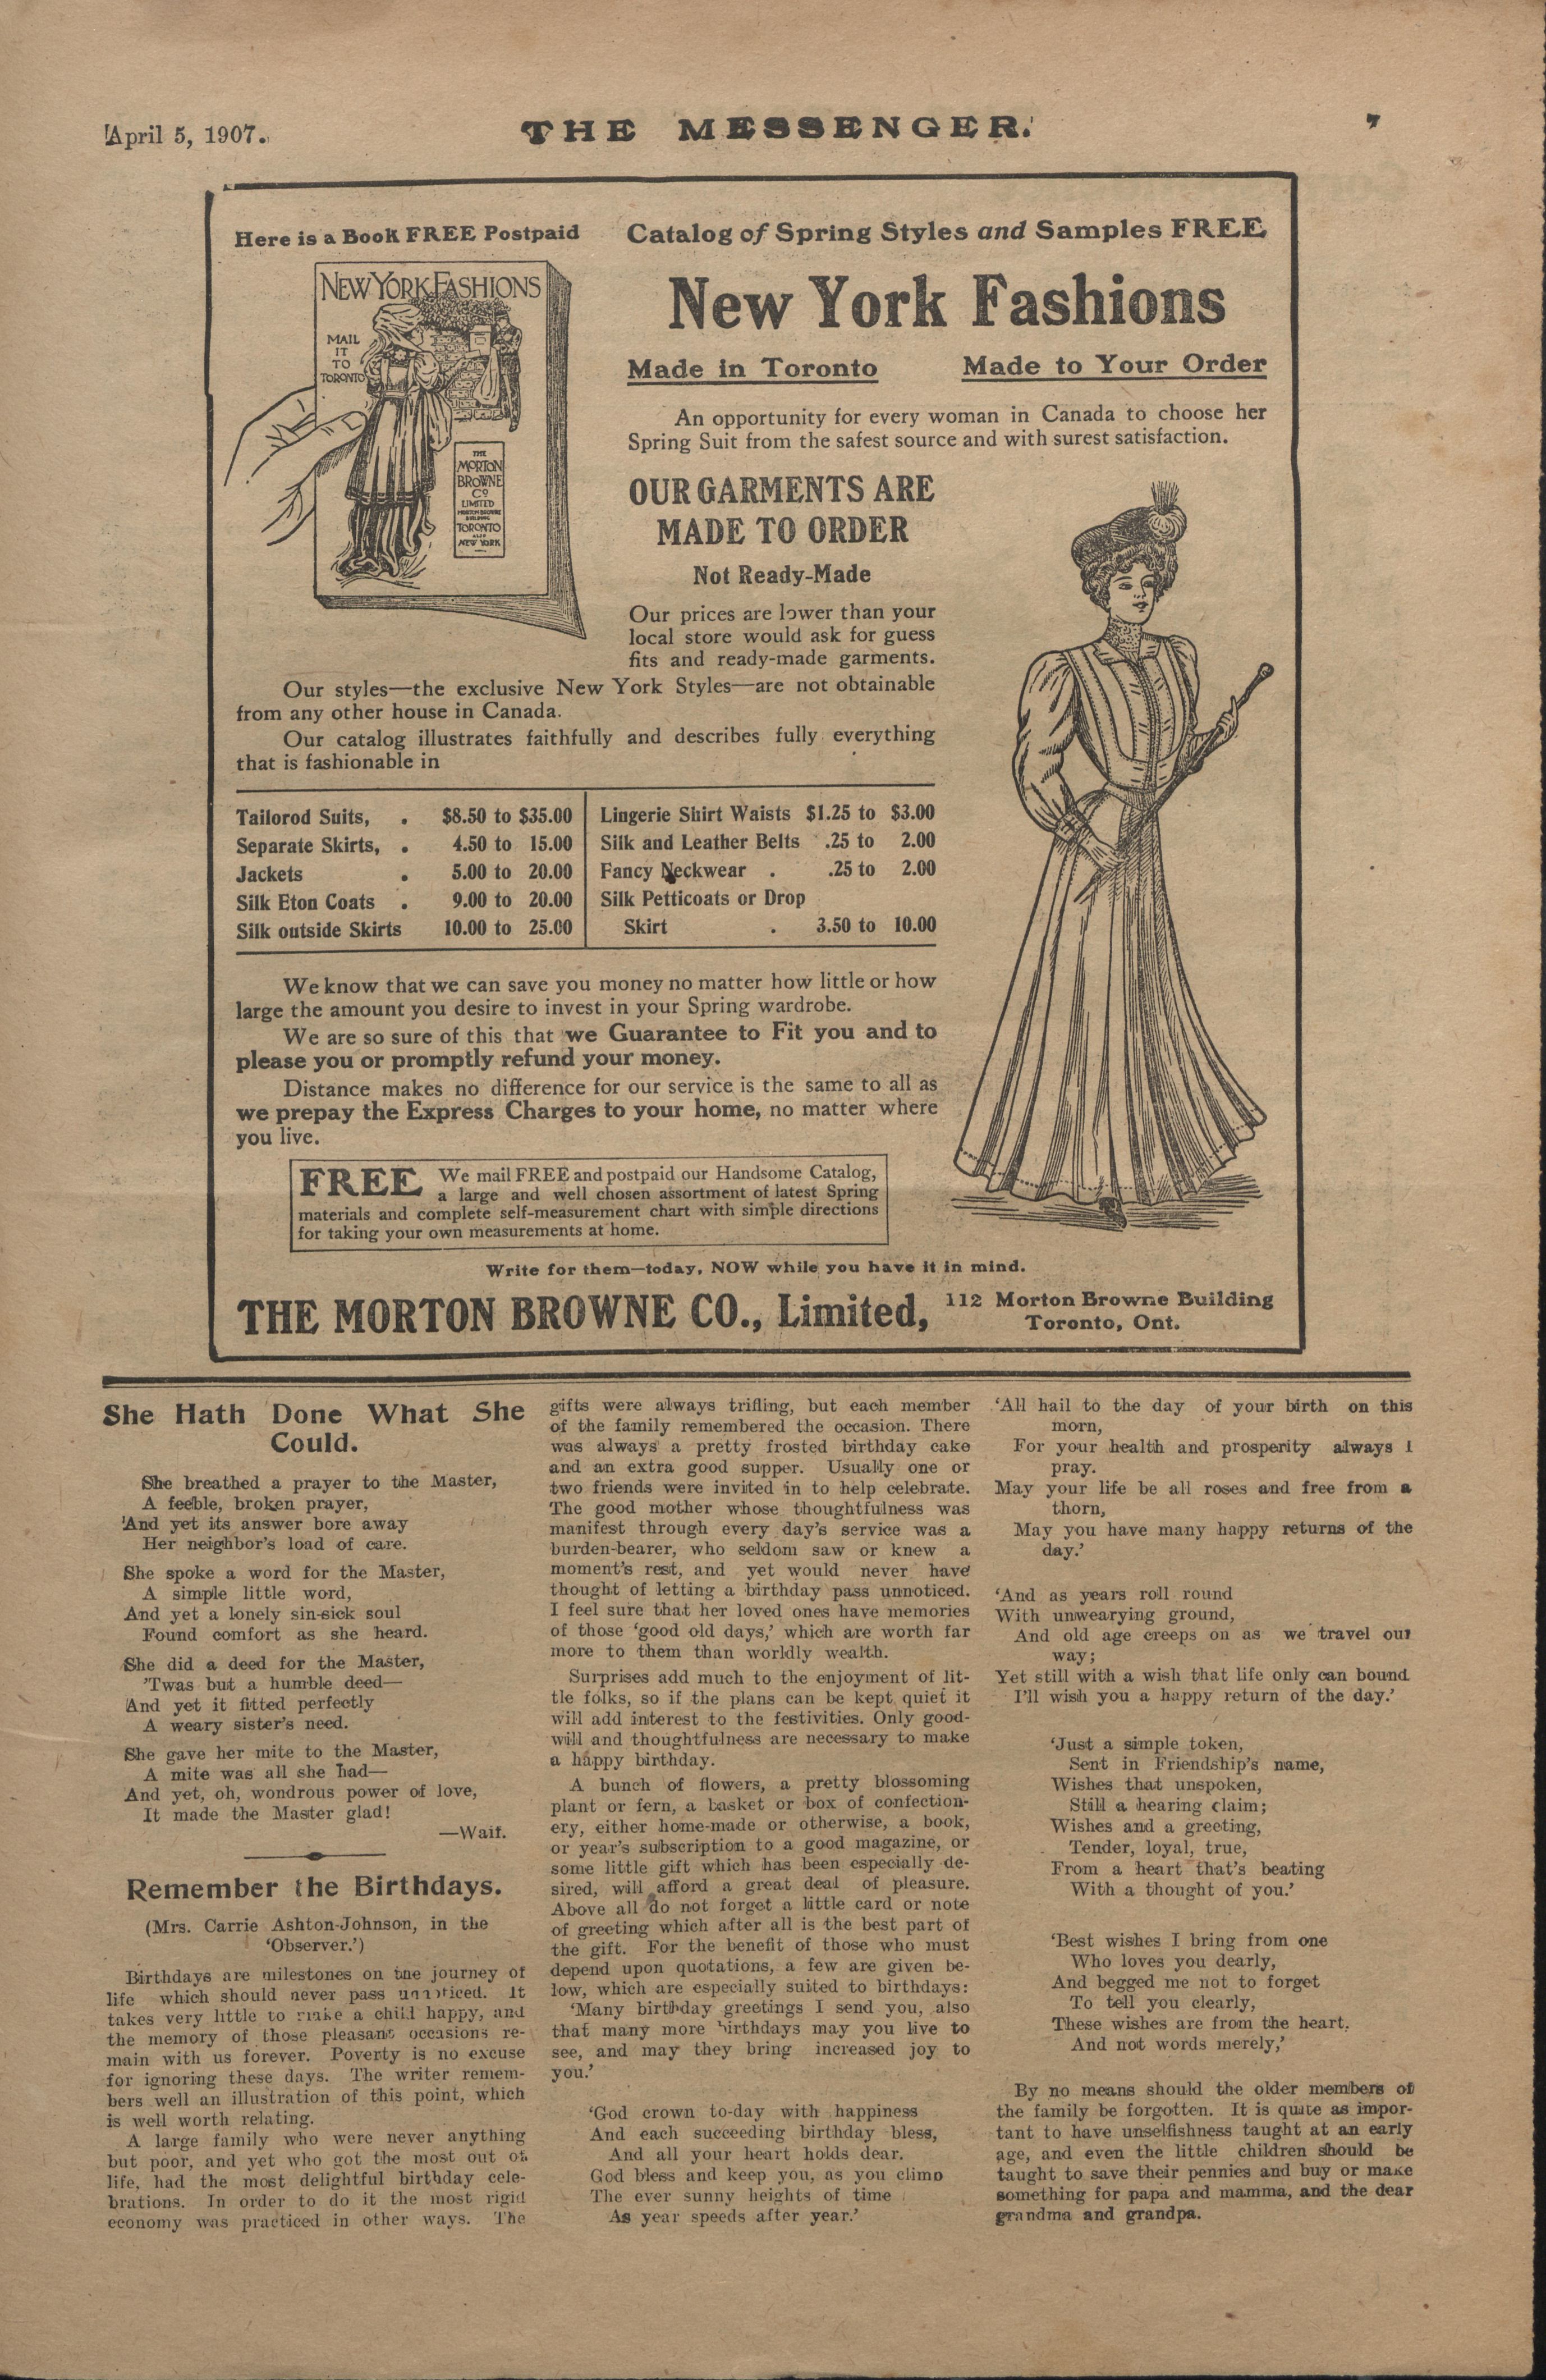 April 5, 1907.
THE MESSENGER.
7
Here is a Book FREE Postpaid
NEW YORK FASHIONS
MAIL
IT
TO
TORONTO
THE
MORTON
BROWNE
CO
LIMITED
MORTON BROWNE
BUILDING
TORONTO
ALSO
NEW YORK
Catalog of Spring Styles and Samples FREE
New York Fashions
Made in Toronto Made to Your Order
An opportunity for every woman in Canada to choose her
Spring Suit from the safest source and with surest satisfaction.
OUR GARMENTS ARE
MADE TO ORDER
Not Ready-Made
Our prices are lower than your
local store would ask for guess
fits and ready-made garments.
Our styles—the exclusive New York Styles—are not obtainable
from any other house in Canada.
Our catalog illustrates faithfully and describes fully everything
that is fashionable in
Tailorod Suits, . $8.50 to $35.00
Separate Skirts, . 4.50 to 15.00
Jackets . 5.00 to 20.00
Silk Eton Coats . 9.00 to 20.00
Silk outside Skirts 10.00 to 25.00
Lingerie Shirt Waists $1.25 to $3.00
Silk and Leather Belts .25 to 2.00
Fancy Neckwear . .25 to 2.00
Silk Petticoats or Drop
Skirt . 3.50 to 10.00
We know that we can save you money no matter how little or how
large the amount you desire to invest in your Spring wardrobe.
We are so sure of this that we Guarantee to Fit you and to
please you or promptly refund your money.
Distance makes no difference for our service is the same to all as
we prepay the Express Charges to your home, no matter where
you live.
FREE We mail FREE and postpaid our Handsome Catalog,
a large and well chosen assortment of latest Spring
materials and complete self-measurement chart with simple directions
for taking your own measurements at home.
Write for them—today, NOW while you have it in mind.
THE MORTON BROWNE CO., Limited, 112 Morton Browne Building
Toronto, Ont.
She Hath Done What She
Could.
She breathed a prayer to the Master,
A feeble, broken prayer,
And yet its answer bore away
Her neighbor's load of care.
She spoke a word for the Master,
A simple little word,
And yet a lonely sin-sick soul
Found comfort as she heard.
She did a deed for the Master,
'Twas but a humble deed—
And yet it fitted perfectly
A weary sister's need.
She gave her mite to the Master,
A mite was all she had—
And yet, oh, wondrous power of love,
It made the Master glad!
—Waif.
Remember the Birthdays.
(Mrs. Carrie Ashton-Johnson, in the
'Observer.')
Birthdays are milestones on the journey of
life which should never pass unnoticed. It
takes very little to make a child happy, and
the memory of those pleasant occasions re-
main with us forever. Poverty is no excuse
for ignoring these days. The writer remem-
bers well an illustration of this point, which
is well worth relating.
A large family who were never anything
but poor, and yet who got the most out of
life, had the most delightful birthday cele-
brations. In order to do it the most rigid
economy was practiced in other ways. The
gifts were always trifling, but each member
of the family remembered the occasion. There
was always a pretty frosted birthday cake
and an extra good supper. Usually one or
two friends were invited in to help celebrate.
The good mother whose thoughtfulness was
manifest through every day's service was a
burden-bearer, who seldom saw or knew a
moment's rest, and yet would never have
thought of letting a birthday pass unnoticed.
I feel sure that her loved ones have memories
of those 'good old days,' which are worth far
more to them than worldly wealth.
Surprises add much to the enjoyment of lit-
tle folks, so if the plans can be kept quiet it
will add interest to the festivities. Only good-
will and thoughtfulness are necessary to make
a happy birthday.
A bunch of flowers, a pretty blossoming
plant or fern, a basket or box of confection-
ery, either home-made or otherwise, a book,
or year's subscription to a good magazine, or
some little gift which has been especially de-
sired, will afford a great deal of pleasure.
Above all do not forget a little card or note
of greeting which after all is the best part of
the gift. For the benefit of those who must
depend upon quotations, a few are given be-
low, which are especially suited to birthdays:
'Many birthday greetings I send you, also
that many more birthdays may you live to
see, and may they bring increased joy to
you.'
'God crown to-day with happiness
And each succeeding birthday bless,
And all your heart holds dear.
God bless and keep you, as you climb
The ever sunny heights of time
As year speeds after year.'
'All hail to the day of your birth on this
morn,
For your health and prosperity always I
pray.
May your life be all roses and free from a
thorn,
May you have many happy returns of the
day.'
'And as years roll round
With unwearying ground,
And old age creeps on as we travel our
way;
Yet still with a wish that life only can bound
I'll wish you a happy return of the day.'
'Just a simple token,
Sent in Friendship's name,
Wishes that unspoken,
Still a hearing claim;
Wishes and a greeting,
Tender, loyal, true,
From a heart that's beating
With a thought of you.'
'Best wishes I bring from one
Who loves you dearly,
And begged me not to forget
To tell you clearly,
These wishes are from the heart,
And not words merely,'
By no means should the older members of
the family be forgotten. It is quite as impor-
tant to have unselfishness taught at an early
age, and even the little children should be
taught to save their pennies and buy or make
something for papa and mamma, and the dear
grandma and grandpa.